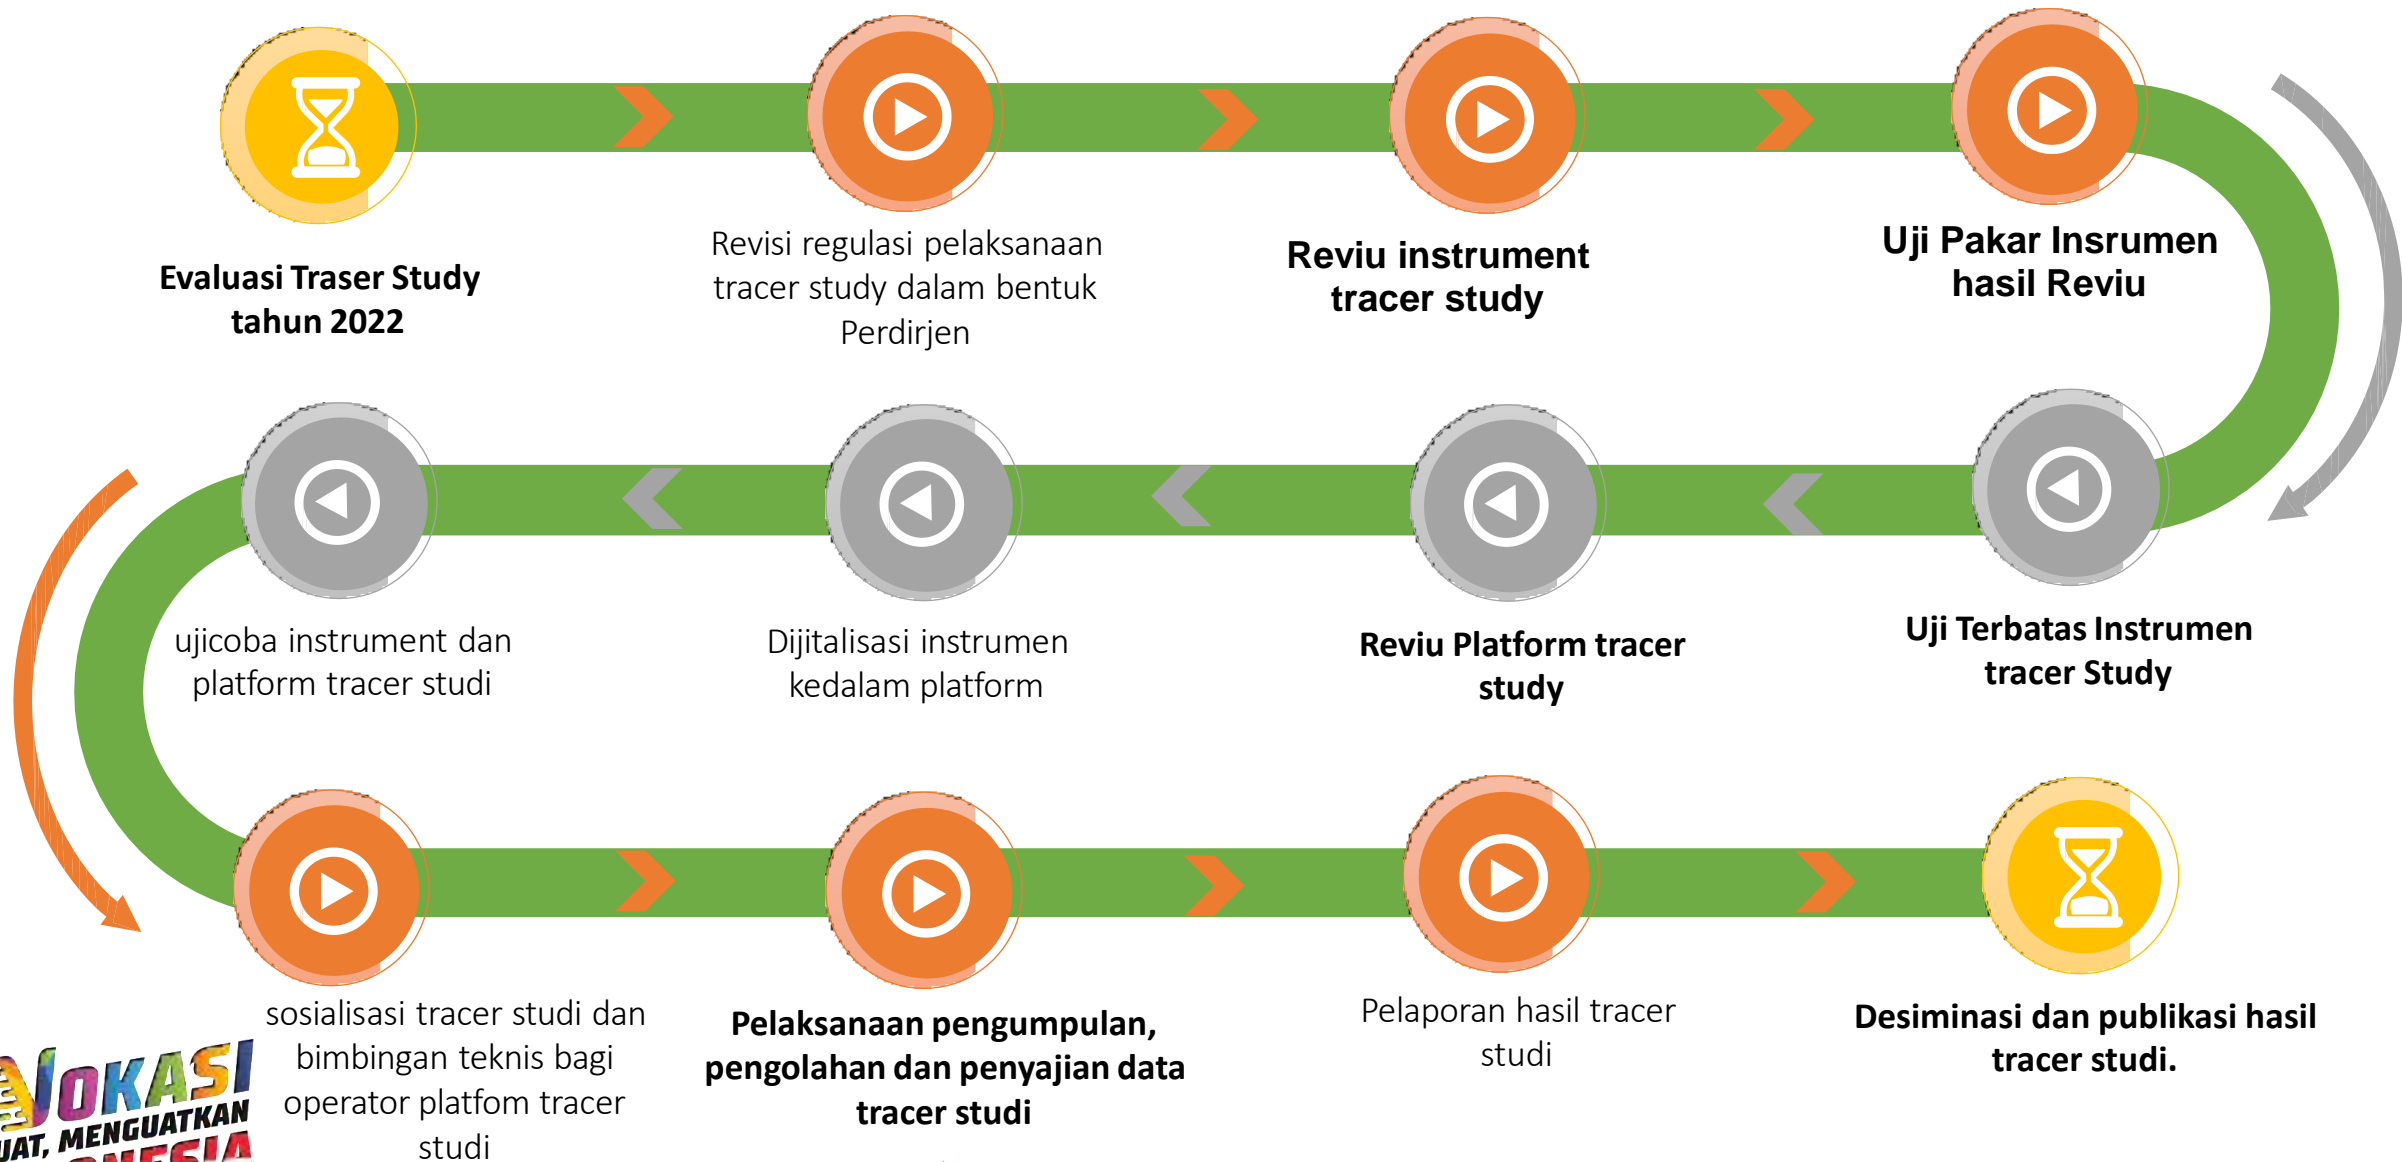 Evaluasi Traser Study
tahun 2022
Revisi regulasi pelaksanaan
tracer study dalam bentuk
Perdirjen
Reviu instrument
tracer study
Uji Pakar Insrumen
hasil Reviu
Uji Terbatas Instrumen
tracer Study
Reviu Platform tracer
study
Dijitalisasi instrumen
kedalam platform
ujicoba instrument dan
platform tracer studi
sosialisasi tracer studi dan
bimbingan teknis bagi
operator platfom tracer
studi
Pelaksanaan pengumpulan,
pengolahan dan penyajian data
tracer studi
Pelaporan hasil tracer
studi
Desiminasi dan publikasi hasil
tracer studi.
VOKASI
MENGUATKAN